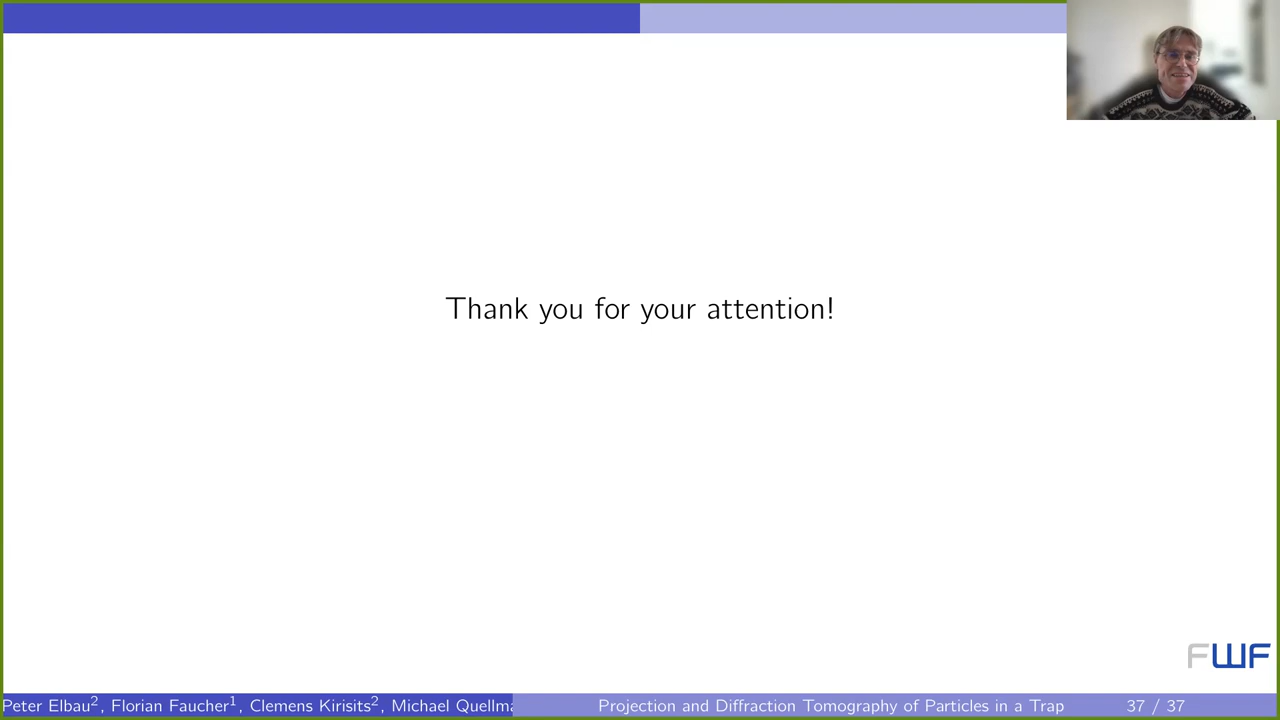 Thank you for your attention!
FWF
Peter Elbau², Florian Faucher¹, Clemens Kirisits², Michael Quellm
Projection and Diffraction Tomography of Particles in a Trap
37 / 37